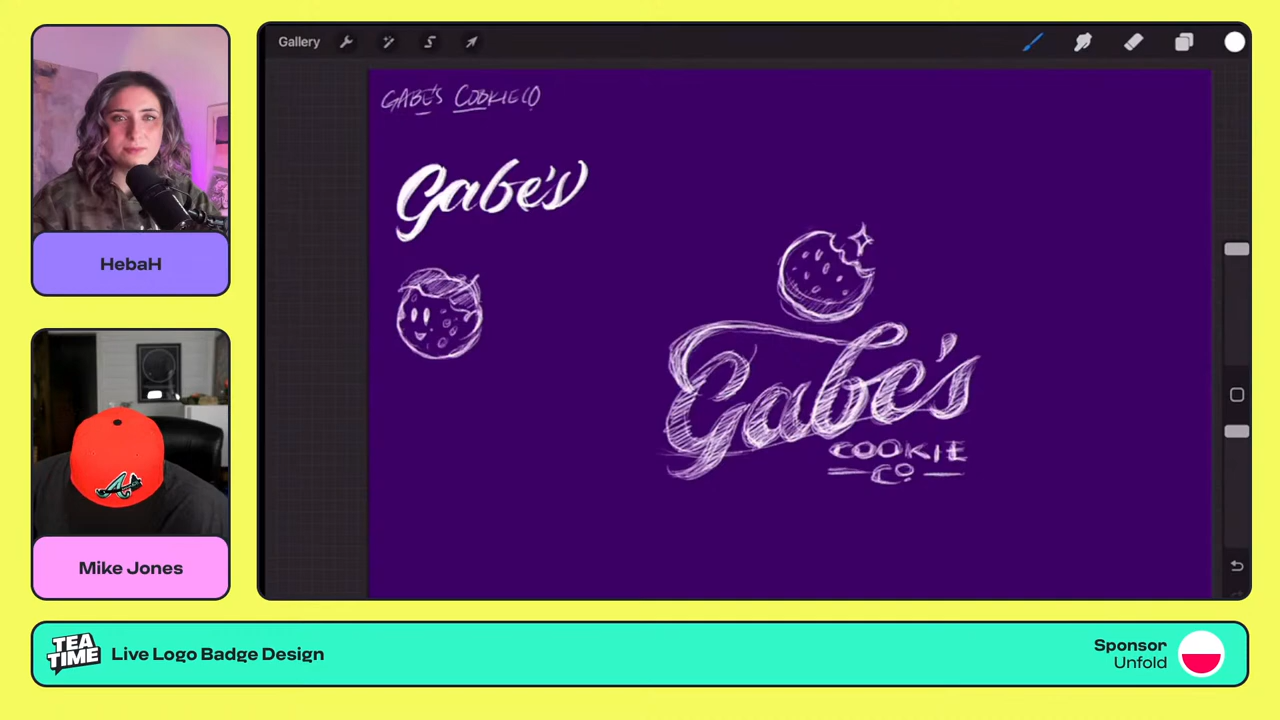 HebaH
Mike Jones
Gallery
GABE'S COOKIE CO
Gabe's
Gabe's
COOKIE
CO
TEA
TIME
Live Logo Badge Design
Sponsor
Unfold